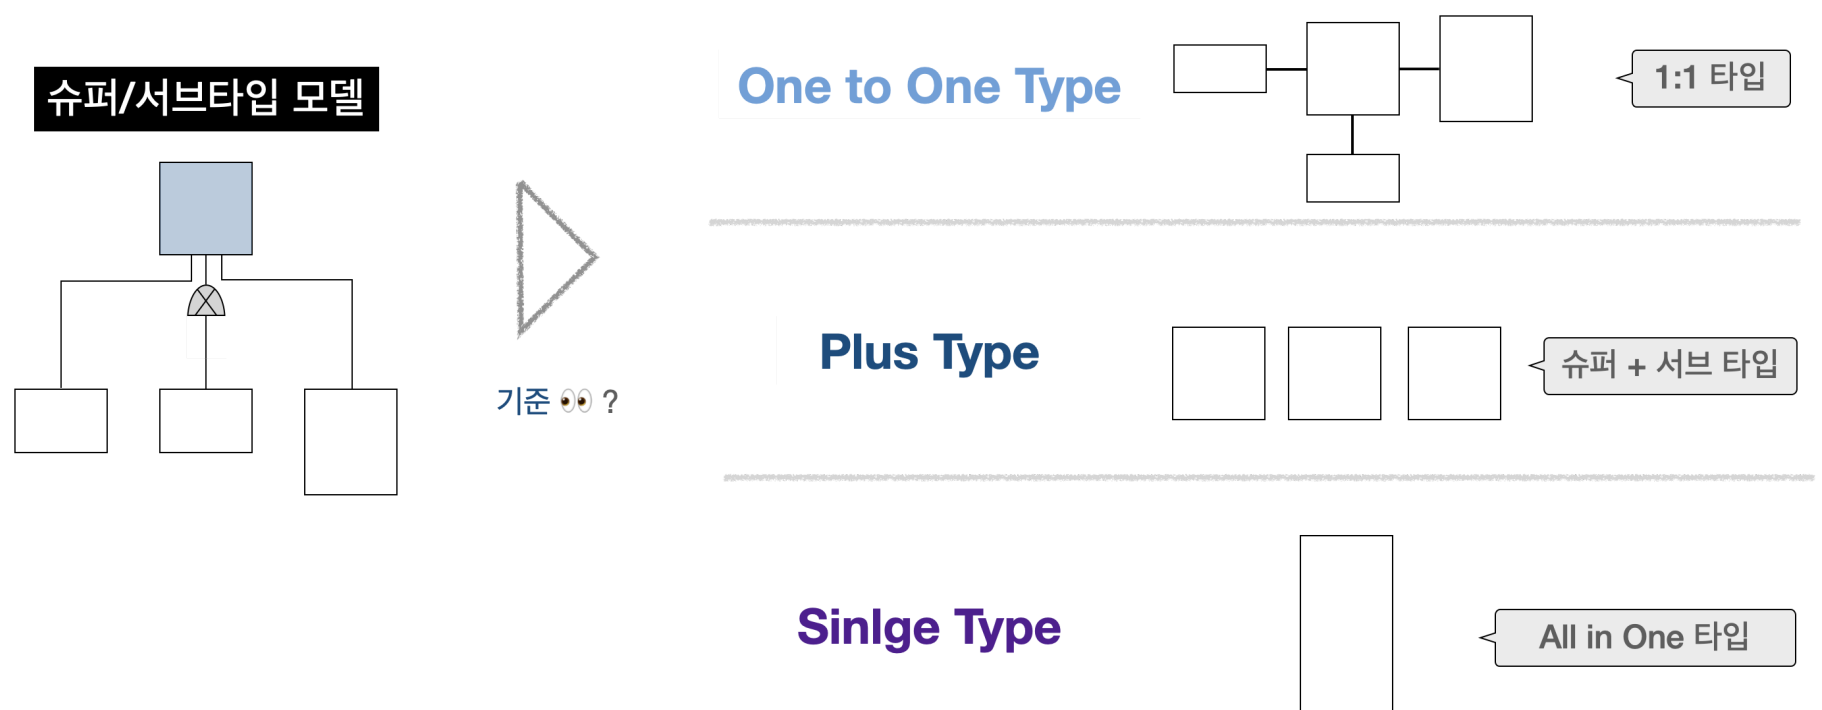 슈퍼/서브타입 모델
기준 👀 ?
One to One Type
1:1 타입
Plus Type
슈퍼 + 서브 타입
Sinlge Type
All in One 타입